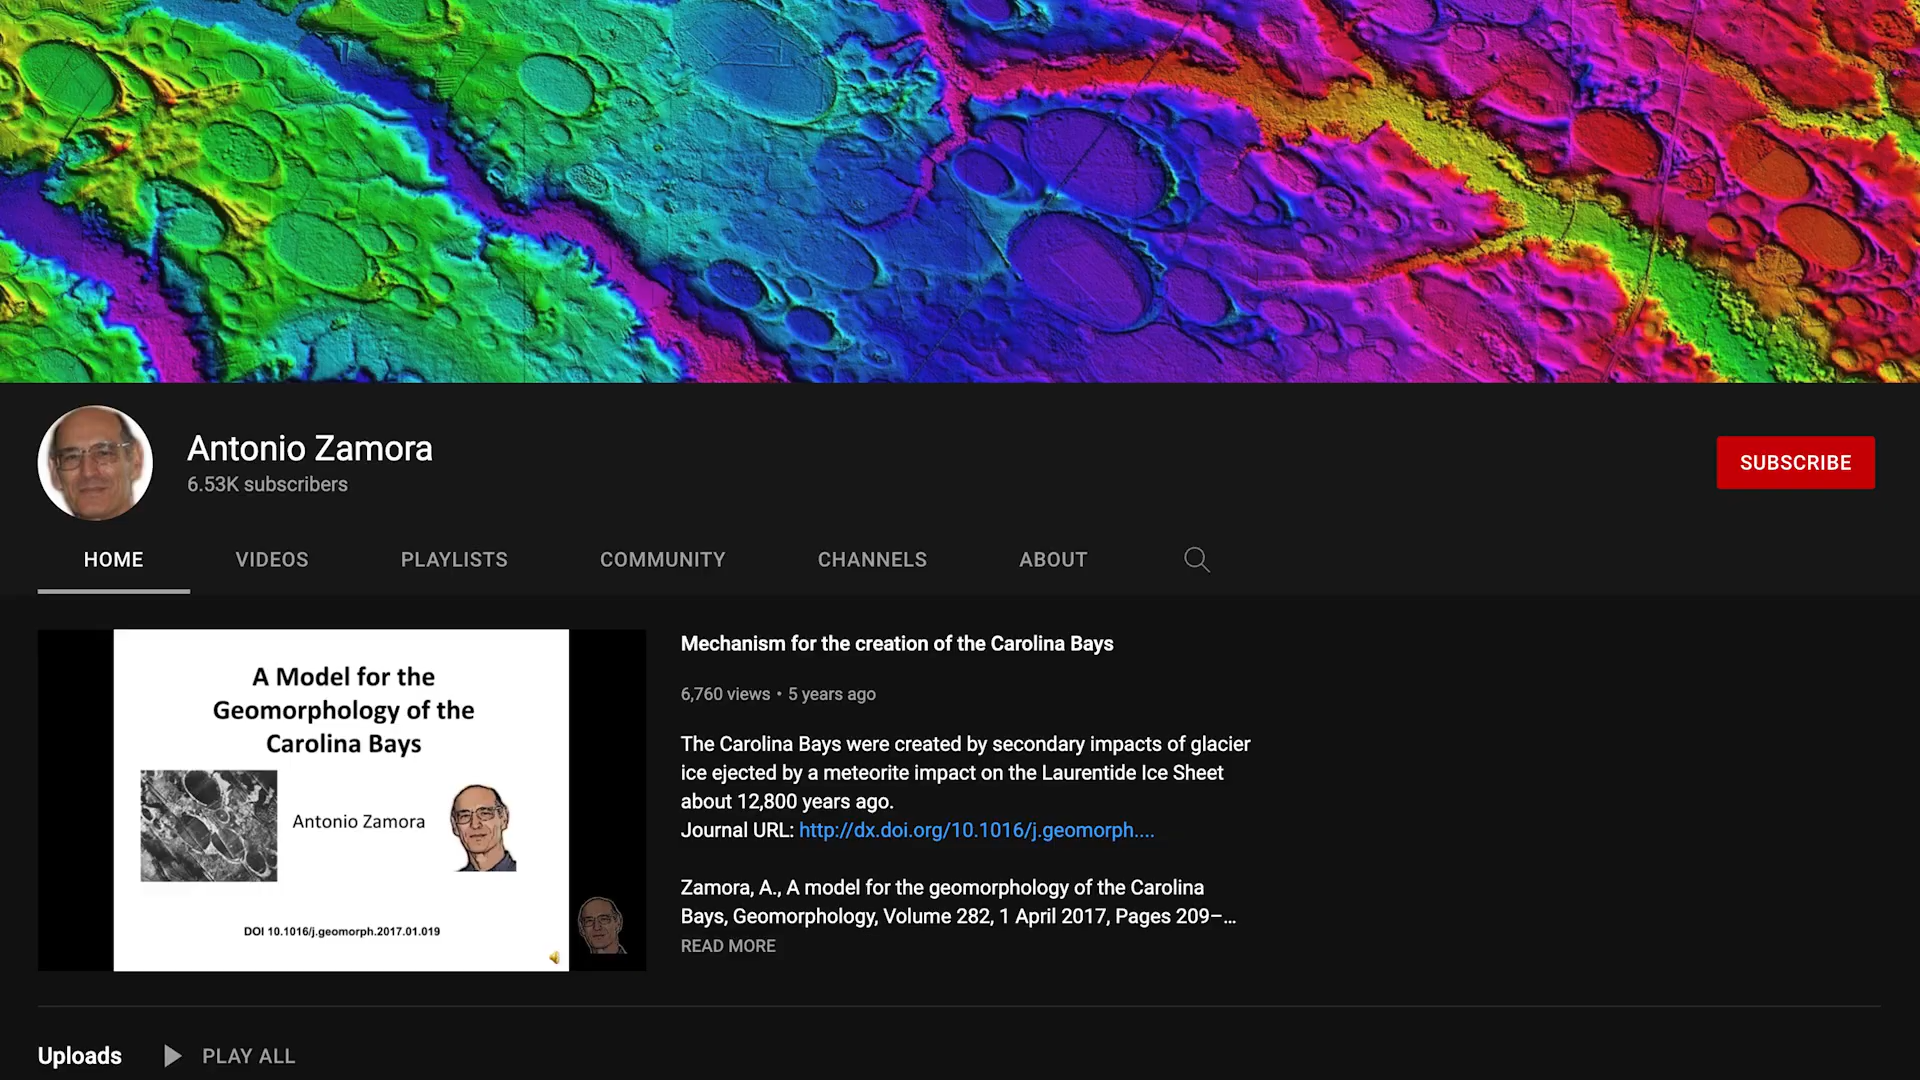 Antonio Zamora
6.53K subscribers
SUBSCRIBE
HOME VIDEOS PLAYLISTS COMMUNITY CHANNELS ABOUT
A Model for the
Geomorphology of the
Carolina Bays
Antonio Zamora
DOI 10.1016/j.geomorph.2017.01.019
Mechanism for the creation of the Carolina Bays
6,760 views • 5 years ago
The Carolina Bays were created by secondary impacts of glacier
ice ejected by a meteorite impact on the Laurentide Ice Sheet
about 12,800 years ago.
Journal URL: http://dx.doi.org/10.1016/j.geomorph....
Zamora, A., A model for the geomorphology of the Carolina
Bays, Geomorphology, Volume 282, 1 April 2017, Pages 209–...
READ MORE
Uploads PLAY ALL